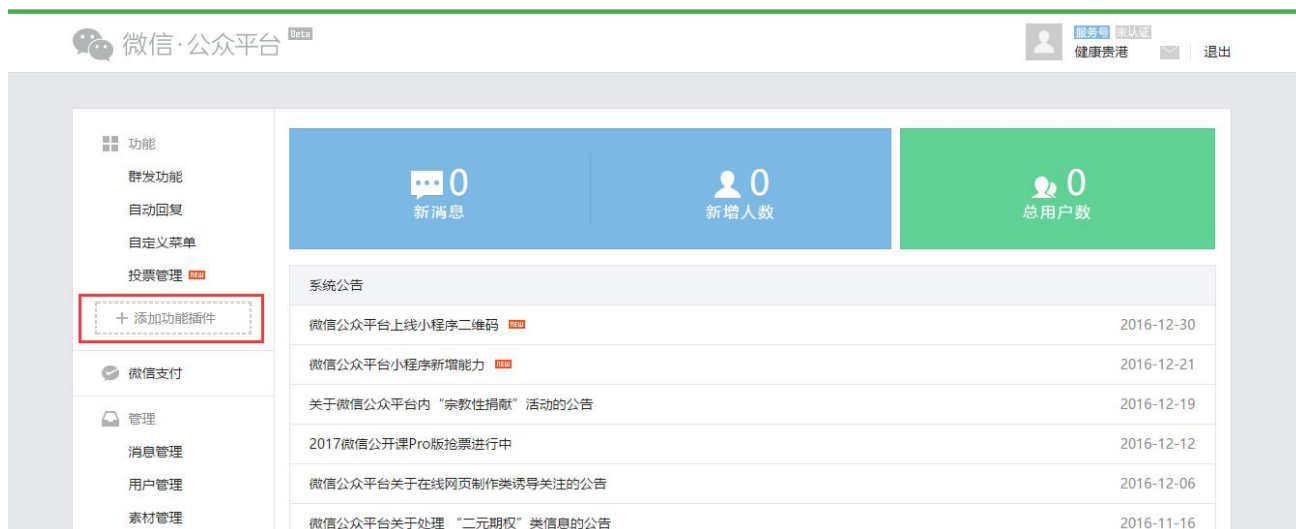 微信·公众平台 Beta
服务号 未认证
健康贵港 退出
功能
群发功能
自动回复
自定义菜单
投票管理 new
+ 添加功能插件
微信支付
管理
消息管理
用户管理
素材管理
0
新消息
0
新增人数
0
总用户数
系统公告
微信公众平台上线小程序二维码 new 2016-12-30
微信公众平台小程序新增能力 new 2016-12-21
关于微信公众平台内“宗教性捐献”活动的公告 2016-12-19
2017微信公开课Pro版抢票进行中 2016-12-12
微信公众平台关于在线网页制作类诱导关注的公告 2016-12-06
微信公众平台关于处理 “二元期权”类信息的公告 2016-11-16